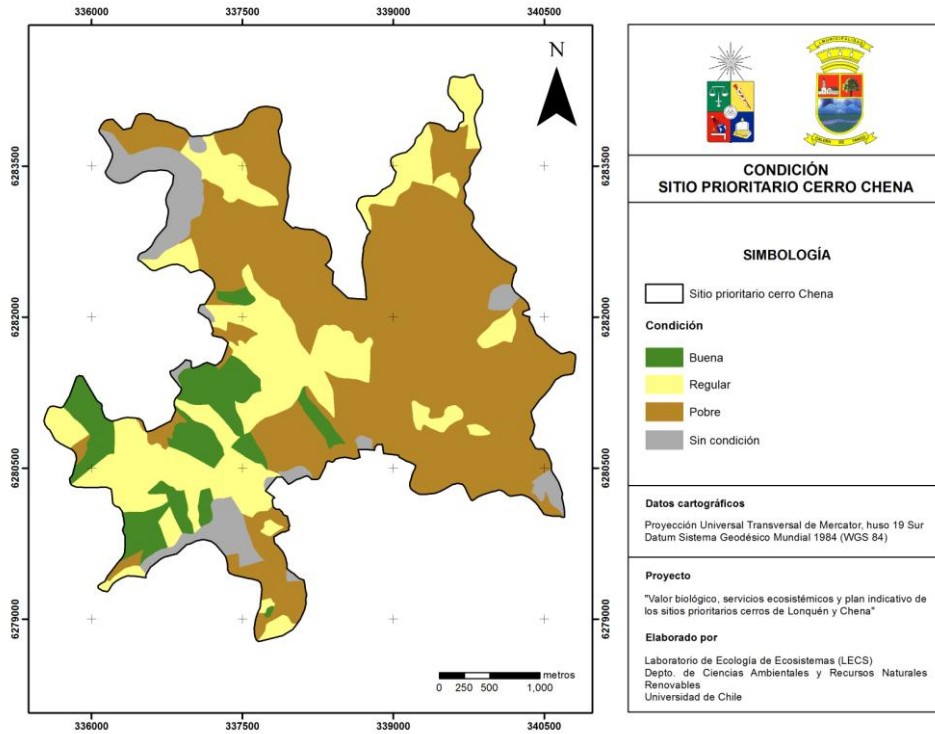 336000
337500
339000
340500
6283500
6282000
6280500
6279000
N
metros
0 250 500 1,000
336000
337500
339000
340500
6283500
6282000
6280500
6279000
CONDICIÓN
SITIO PRIORITARIO CERRO CHENA
SIMBOLOGÍA
Sitio prioritario cerro Chena
Condición
Buena
Regular
Pobre
Sin condición
Datos cartográficos
Proyección Universal Transversal de Mercator, huso 19 Sur
Datum Sistema Geodésico Mundial 1984 (WGS 84)
Proyecto
"Valor biológico, servicios ecosistémicos y plan indicativo de
los sitios prioritarios cerros de Lonquén y Chena"
Elaborado por
Laboratorio de Ecología de Ecosistemas (LECS)
Depto. de Ciencias Ambientales y Recursos Naturales
Renovables
Universidad de Chile